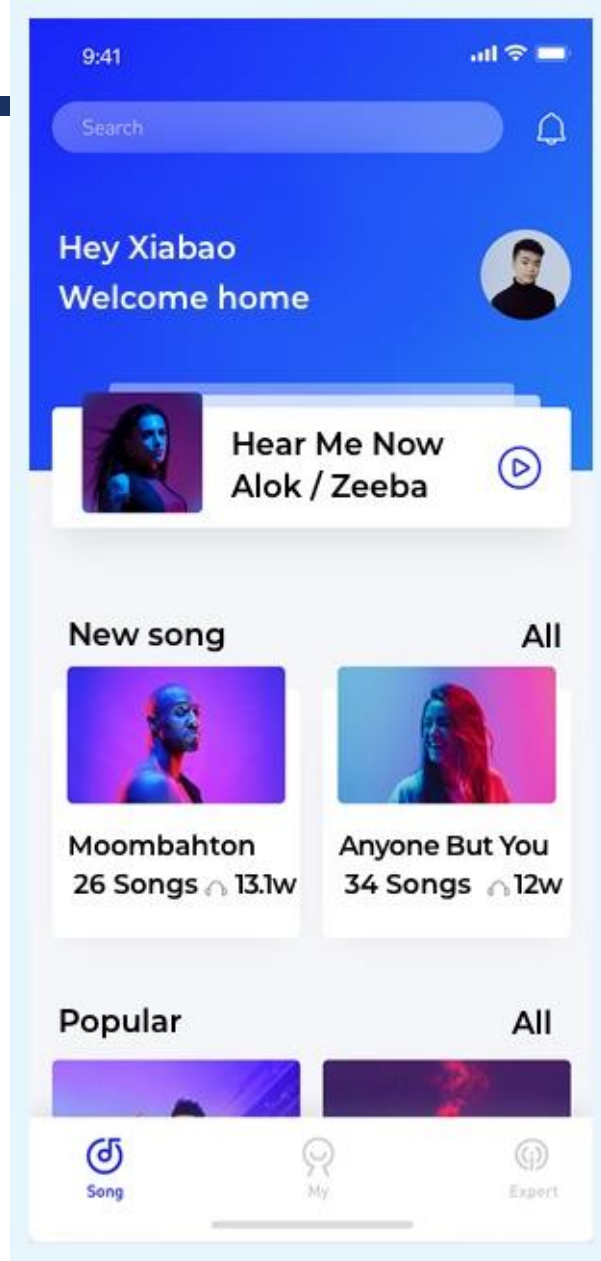 9:41
Search
Hey Xiabao
Welcome home
Hear Me Now
Alok / Zeeba
New song
All
Moombahton
26 Songs 13.1w
Anyone But You
34 Songs 12w
Popular
All
Song
My
Expert